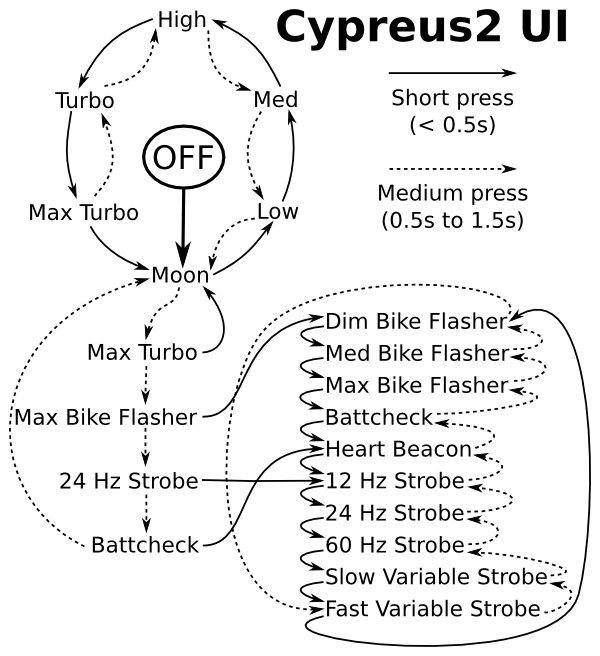 Cypreus2 UI
High
Turbo
Med
Short press
(< 0.5s)
OFF
Medium press
(0.5s to 1.5s)
Max Turbo
Low
Moon
Max Turbo
Max Bike Flasher
24 Hz Strobe
Battcheck
Dim Bike Flasher
Med Bike Flasher
Max Bike Flasher
Battcheck
Heart Beacon
12 Hz Strobe
24 Hz Strobe
60 Hz Strobe
Slow Variable Strobe
Fast Variable Strobe